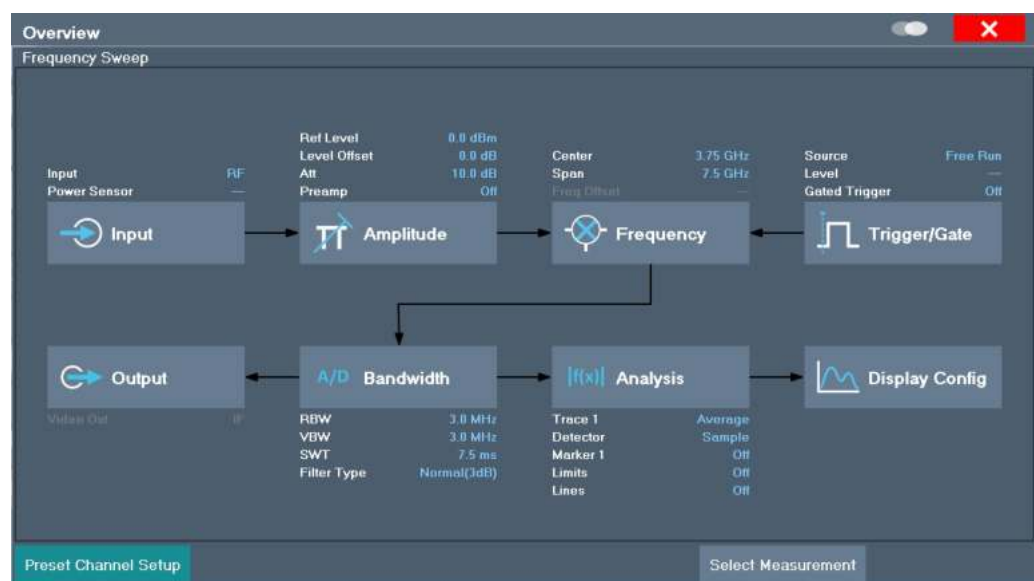 Overview
Frequency Sweep
Ref Level 0.0 dBm
Level Offset 0.0 dB
Att 10.0 dB
Preamp Off
Input RF
Power Sensor ---
Center 3.75 GHz
Span 7.5 GHz
Freq Offset ---
Source Free Run
Level ---
Gated Trigger Off
Input
Amplitude
Frequency
Trigger/Gate
Output
A/D Bandwidth
|f(x)| Analysis
Display Config
Video Out IF
RBW 3.0 MHz
VBW 3.0 MHz
SWT 7.5 ms
Filter Type Normal(3dB)
Trace 1 Average
Detector Sample
Marker 1 Off
Limits Off
Lines Off
Preset Channel Setup
Select Measurement